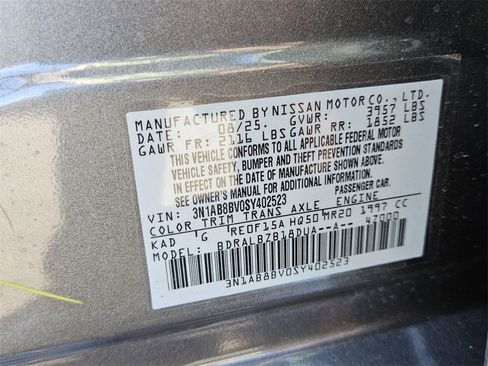 MANUFACTURED BY NISSAN MOTOR CO., LTD.
DATE: 08/25. GVWR: 3957 LBS
GAWR FR: 2116 LBS GAWR RR: 1852 LBS
THIS VEHICLE CONFORMS TO ALL APPLICABLE FEDERAL MOTOR
VEHICLE SAFETY, BUMPER AND THEFT PREVENTION STANDARDS
IN EFFECT ON THE DATE OF MANUFACTURE SHOWN ABOVE.
SEE OWNER'S MANUAL FOR ADDITIONAL INFORMATION.
VIN: 3N1AB8BV0SY402523 PASSENGER CAR.
COLOR TRIM TRANS AXLE ENGINE
KAD G RE0F15A HQ50 MR20 1997 CC
MODEL: BDRALBZB18DUA--A-- 47000
3N1AB8BV0SY402523